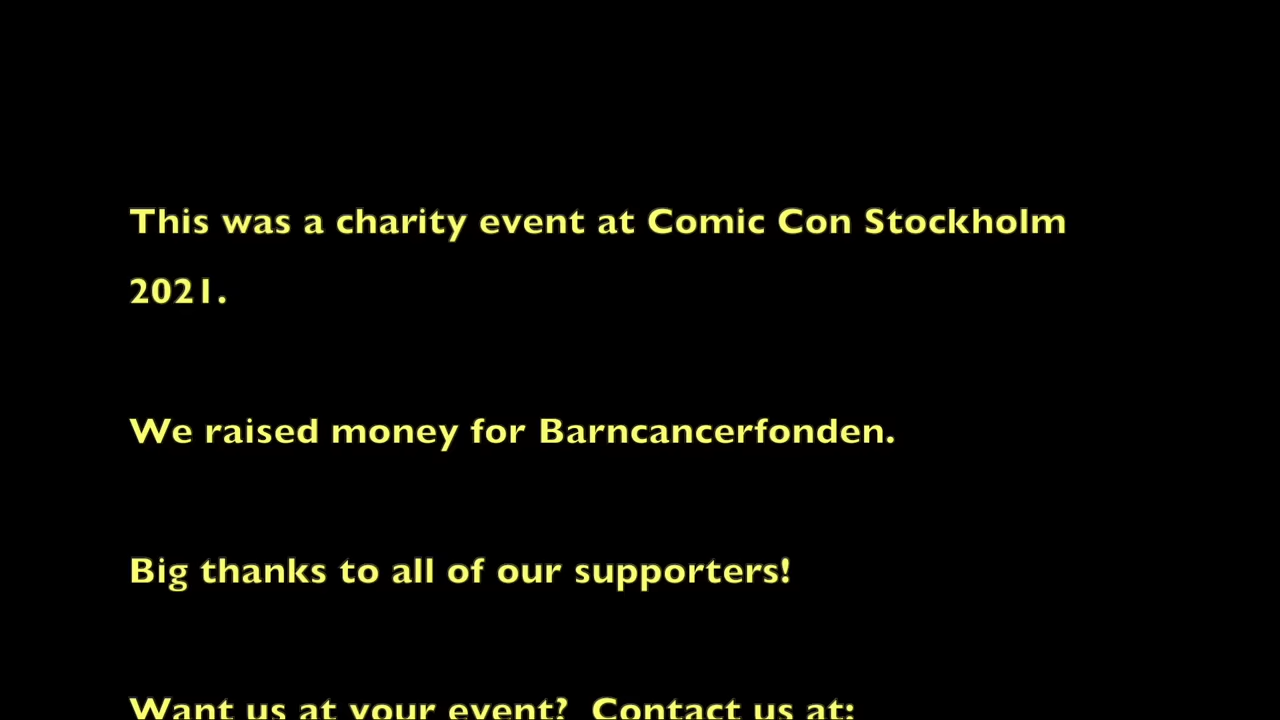 This was a charity event at Comic Con Stockholm
2021.
We raised money for Barncancerfonden.
Big thanks to all of our supporters!
Want us at your event?  Contact us at: